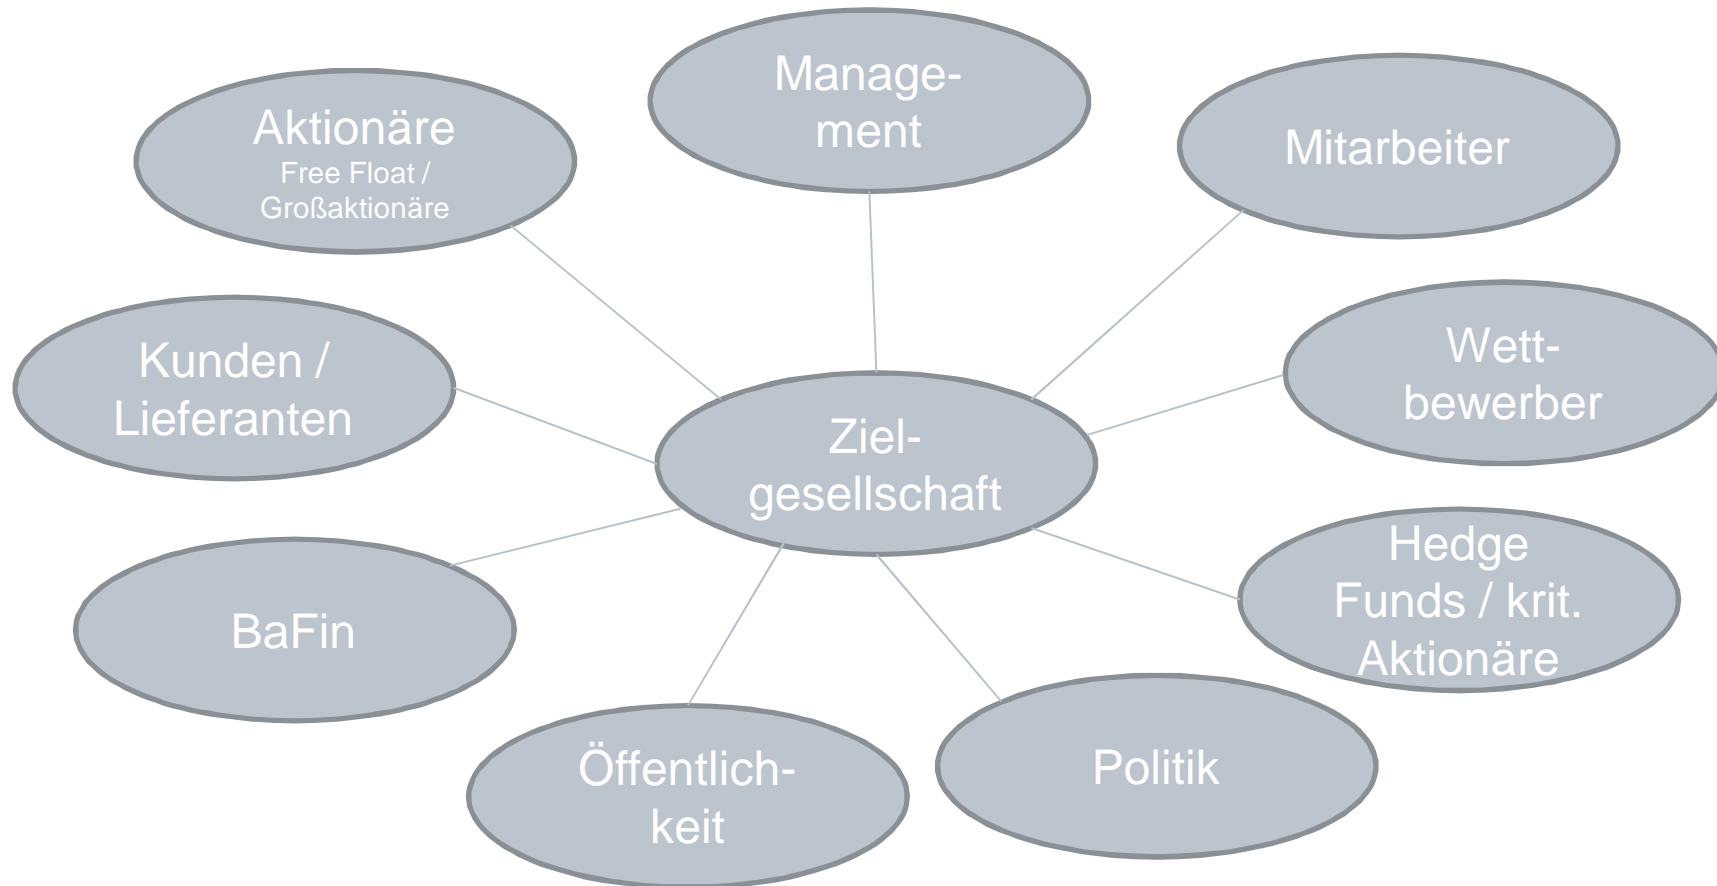 Manage-
ment
Aktionäre
Free Float /
Großaktionäre
Mitarbeiter
Kunden /
Lieferanten
Wett-
bewerber
Ziel-
gesellschaft
BaFin
Hedge
Funds / krit.
Aktionäre
Öffentlich-
keit
Politik